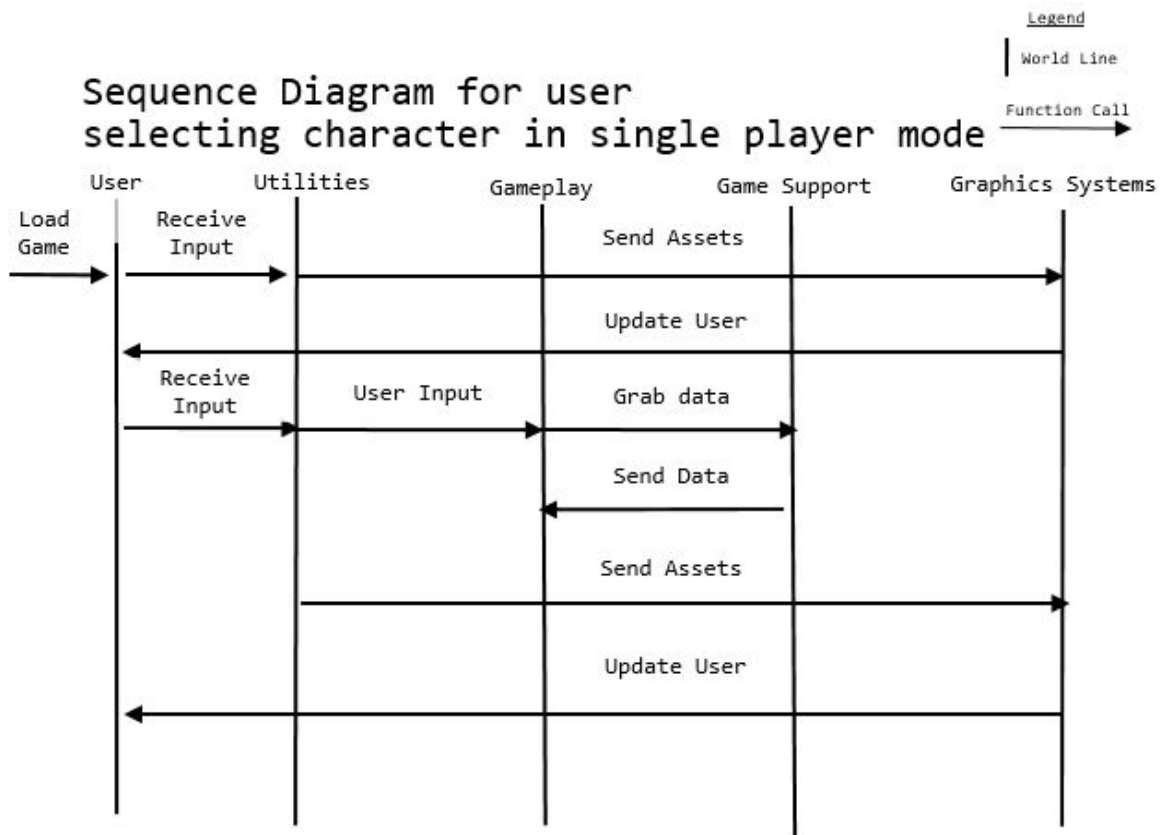 Legend
World Line
Sequence Diagram for user
selecting character in single player mode
Function Call
User
Utilities
Gameplay
Game Support
Graphics Systems
Load
Game
Receive
Input
Send Assets
Update User
Receive
Input
User Input
Grab data
Send Data
Send Assets
Update User